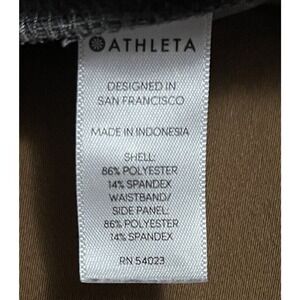 ATHLETA
DESIGNED IN
SAN FRANCISCO
MADE IN INDONESIA
SHELL:
86% POLYESTER
14% SPANDEX
WAISTBAND/
SIDE PANEL:
86% POLYESTER
14% SPANDEX
RN 54023